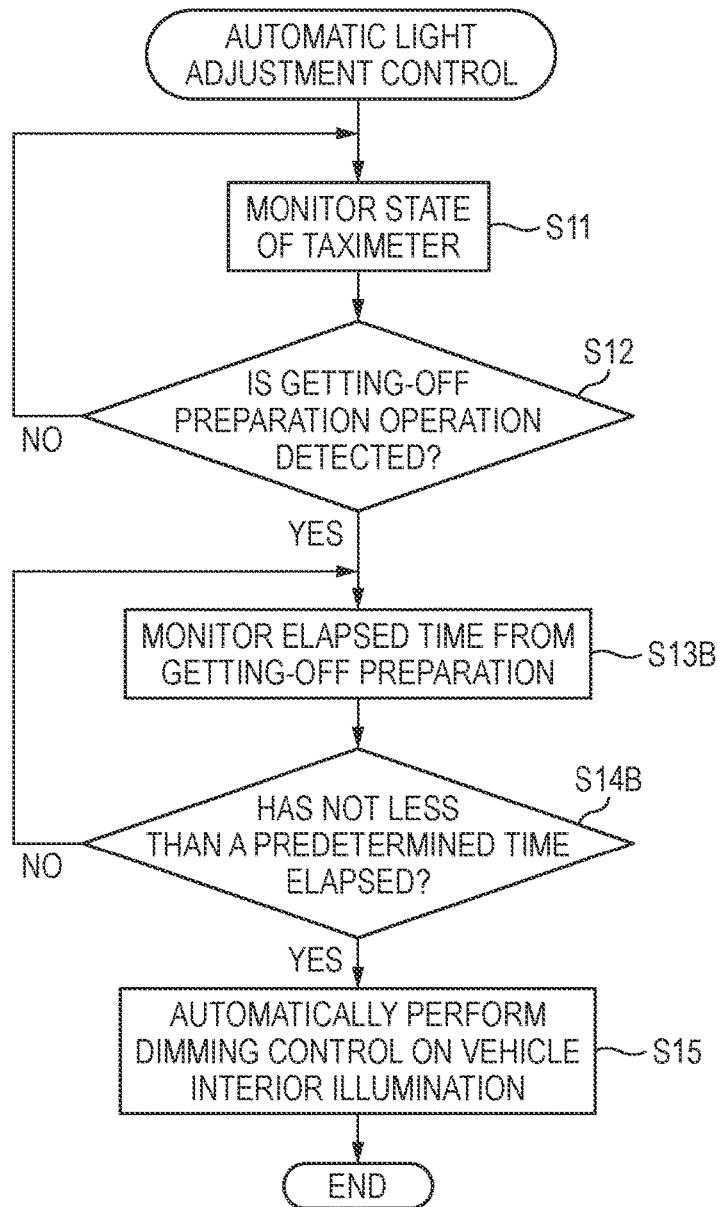 AUTOMATIC LIGHT
ADJUSTMENT CONTROL
MONITOR STATE
OF TAXIMETER
S11
S12
IS GETTING-OFF
PREPARATION OPERATION
DETECTED?
NO
YES
MONITOR ELAPSED TIME FROM
GETTING-OFF PREPARATION
S13B
S14B
HAS NOT LESS
THAN A PREDETERMINED TIME
ELAPSED?
NO
YES
AUTOMATICALLY PERFORM
DIMMING CONTROL ON VEHICLE
INTERIOR ILLUMINATION
S15
END